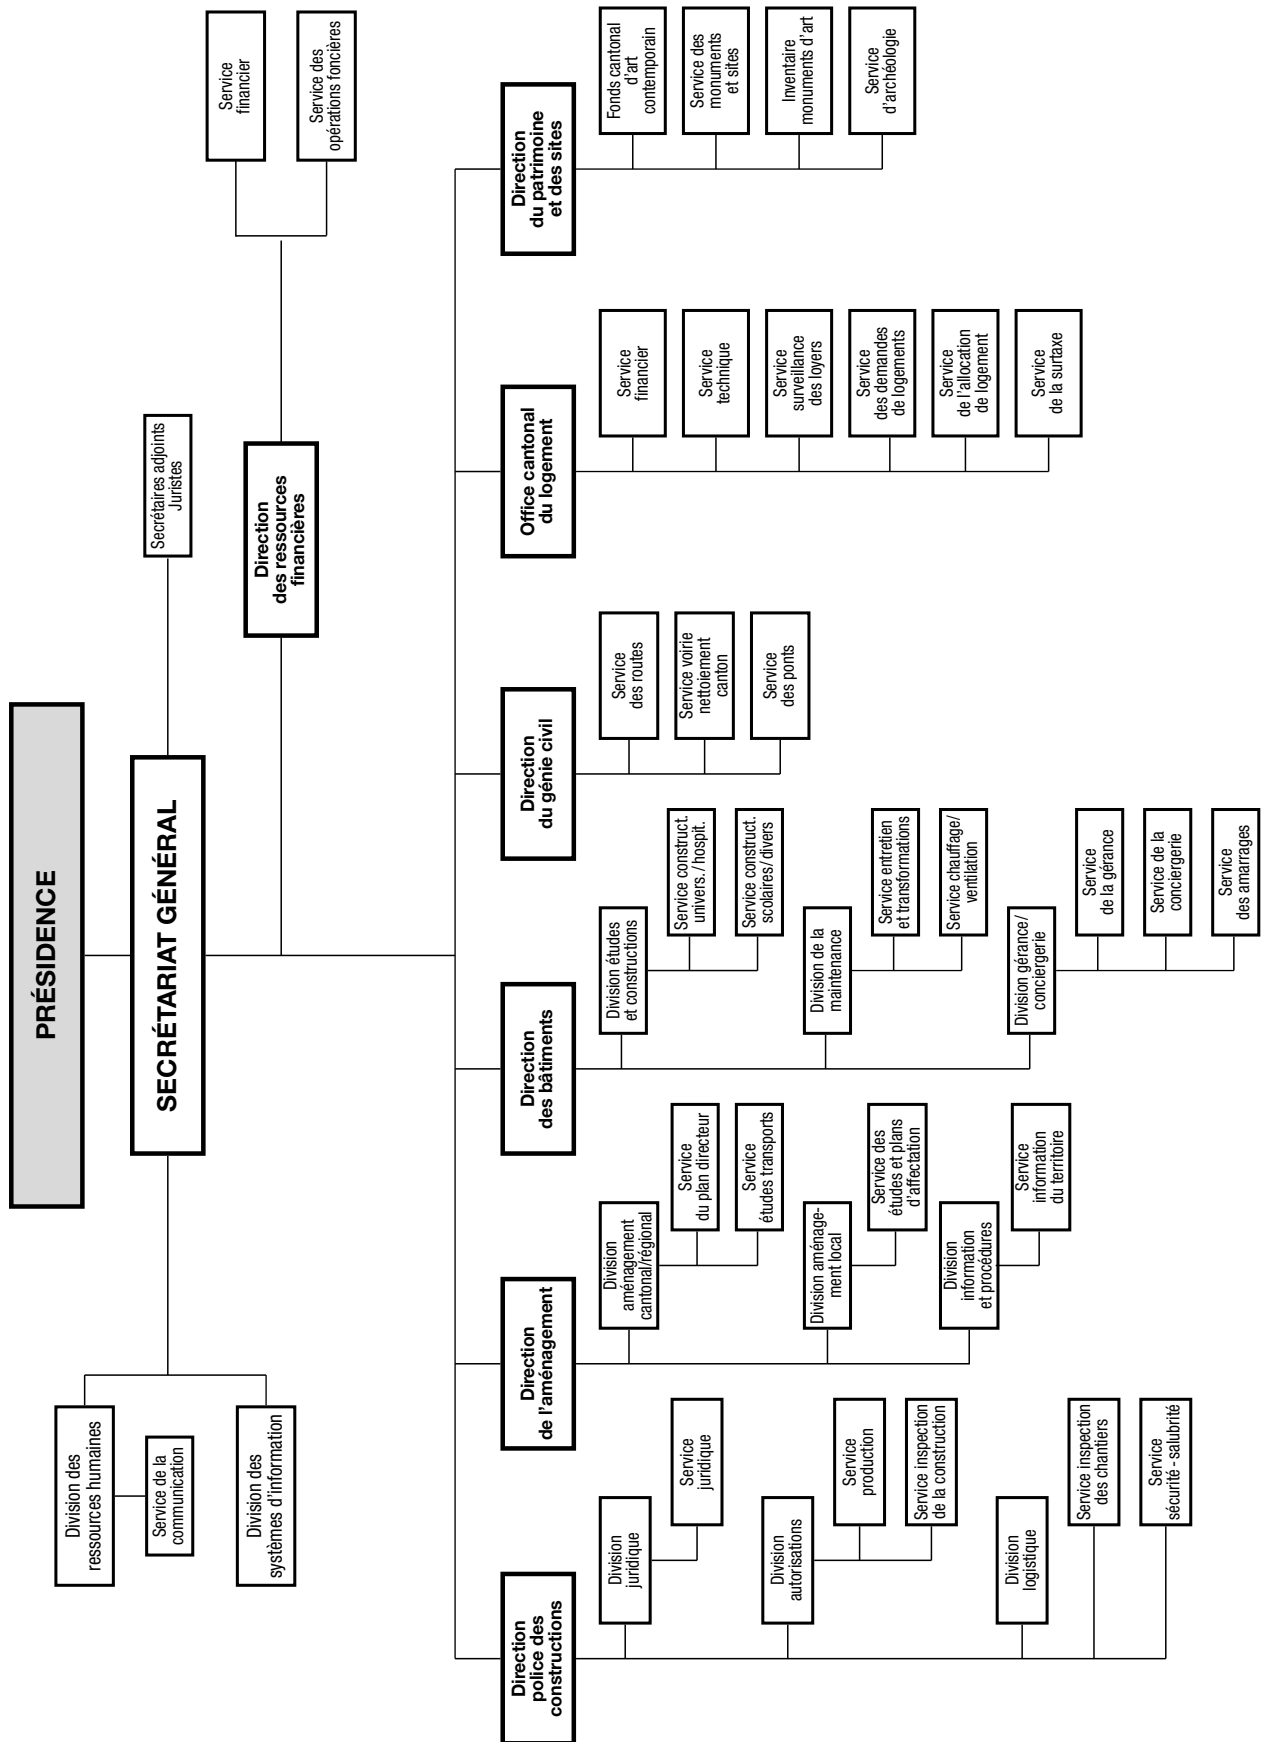 PRÉSIDENCE
SECRÉTARIAT GÉNÉRAL
Division des
ressources humaines
Service de la
communication
Division des
systèmes d'information
Secrétaires adjoints
Juristes
Direction
des ressources
financières
Service
financier
Service des
opérations foncières
Direction
police des
constructions
Division
juridique
Service
juridique
Division
autorisations
Service
production
Service inspection
de la construction
Division
logistique
Service inspection
des chantiers
Service
sécurité - salubrité
Direction
de l'aménagement
Division
aménagement
cantonal/régional
Service
du plan directeur
Service
études transports
Division aménage-
ment local
Service des
études et plans
d'affectation
Division
information
et procédures
Service
information
du territoire
Direction
des bâtiments
Division études
et constructions
Service construct.
univers./hospit.
Service construct.
scolaires/divers
Division de la
maintenance
Service entretien
et transformations
Service chauffage/
ventilation
Division gérance/
conciergerie
Service
de la gérance
Service de la
conciergerie
Service
des amarrages
Direction
du génie civil
Service
des routes
Service voirie
nettoiement
canton
Service
des ponts
Office cantonal
du logement
Service
financier
Service
technique
Service
surveillance
des loyers
Service
des demandes
de logements
Service
de l'allocation
de logement
Service
de la surtaxe
Direction
du patrimoine
et des sites
Fonds cantonal
d'art
contemporain
Service des
monuments
et sites
Inventaire
monuments d'art
Service
d'archéologie